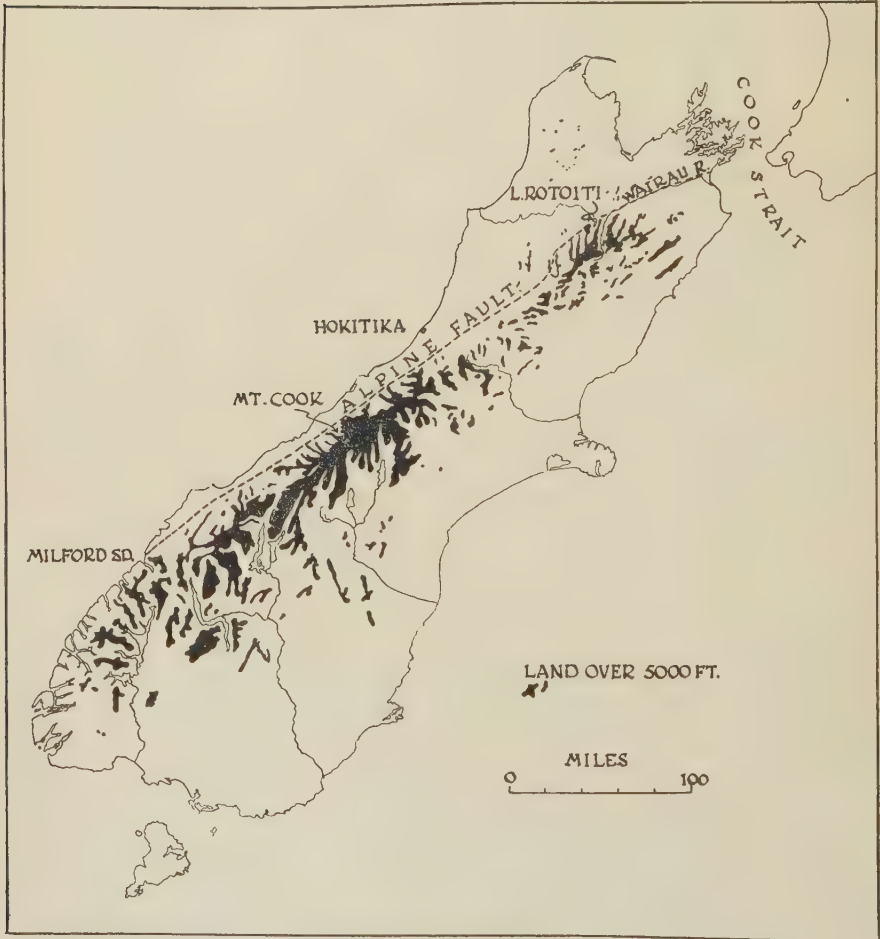 COOK STRAIT
L.ROTOITI
WAIRAU R.
HOKITIKA
ALPINE FAULT
MT. COOK
MILFORD SD.
LAND OVER 5000 FT.
MILES
0 100